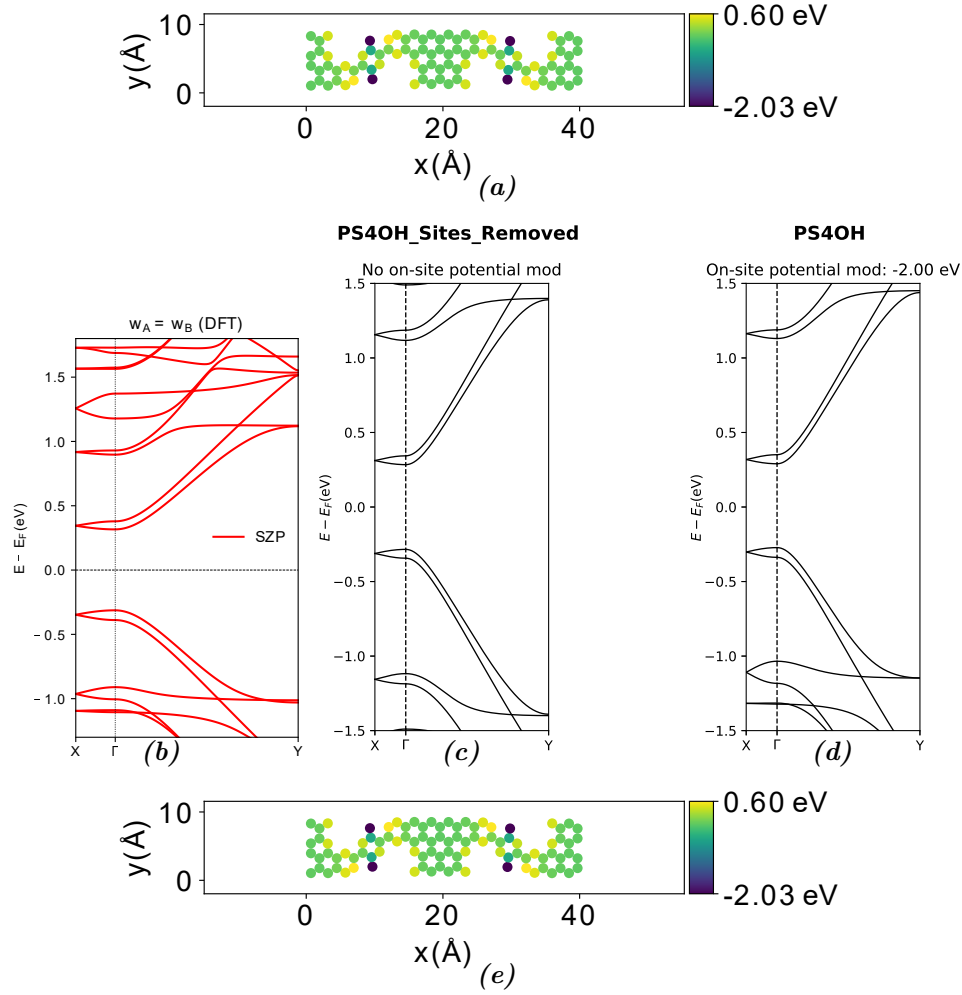 10
0
y(Å)
0 20 40
x(Å)
0.60 eV
-2.03 eV
(a)
PS4OH_Sites_Removed
PS4OH
w_A = w_B (DFT)
No on-site potential mod
On-site potential mod: -2.00 eV
E − E_F(eV)
1.5
1.0
0.5
0.0
−0.5
−1.0
SZP
X Γ Y
(b)
E − E_F(eV)
1.5
1.0
0.5
0.0
−0.5
−1.0
−1.5
X Γ Y
(c)
E − E_F(eV)
1.5
1.0
0.5
0.0
−0.5
−1.0
−1.5
X Γ Y
(d)
10
0
y(Å)
0 20 40
x(Å)
0.60 eV
-2.03 eV
(e)